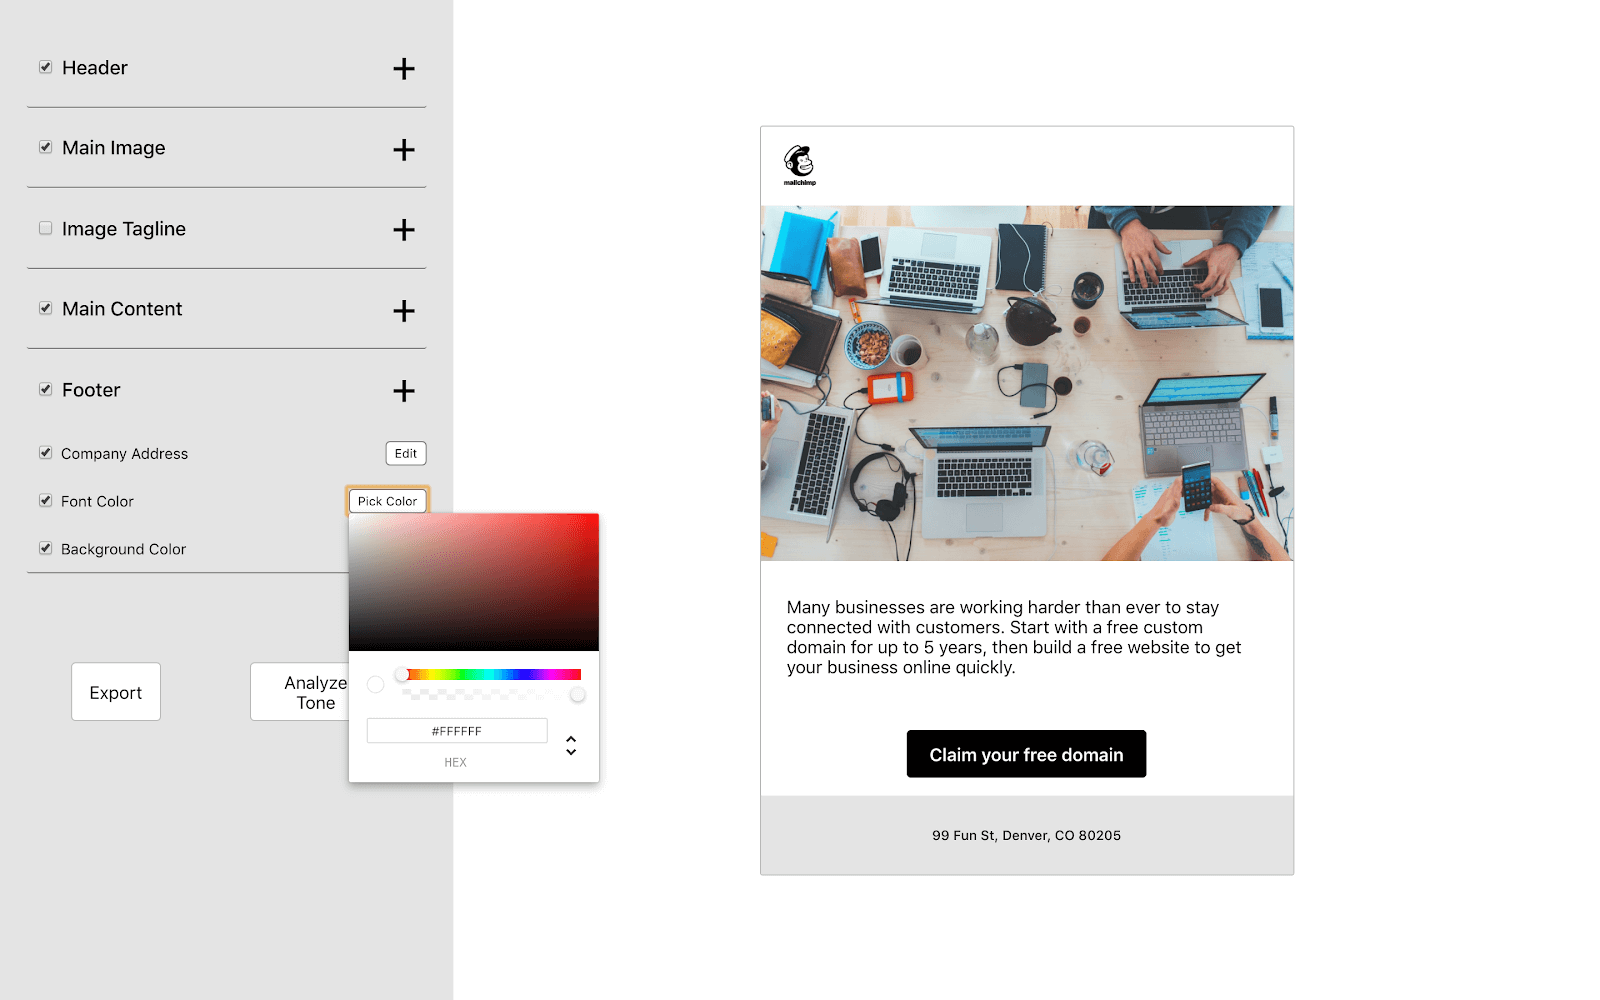 Header
Main Image
Image Tagline
Main Content
Footer
Company Address
Edit
Font Color
Pick Color
Background Color
Export
Analyze
Tone
#FFFFFF
HEX
mailchimp
Many businesses are working harder than ever to stay
connected with customers. Start with a free custom
domain for up to 5 years, then build a free website to get
your business online quickly.
Claim your free domain
99 Fun St, Denver, CO 80205